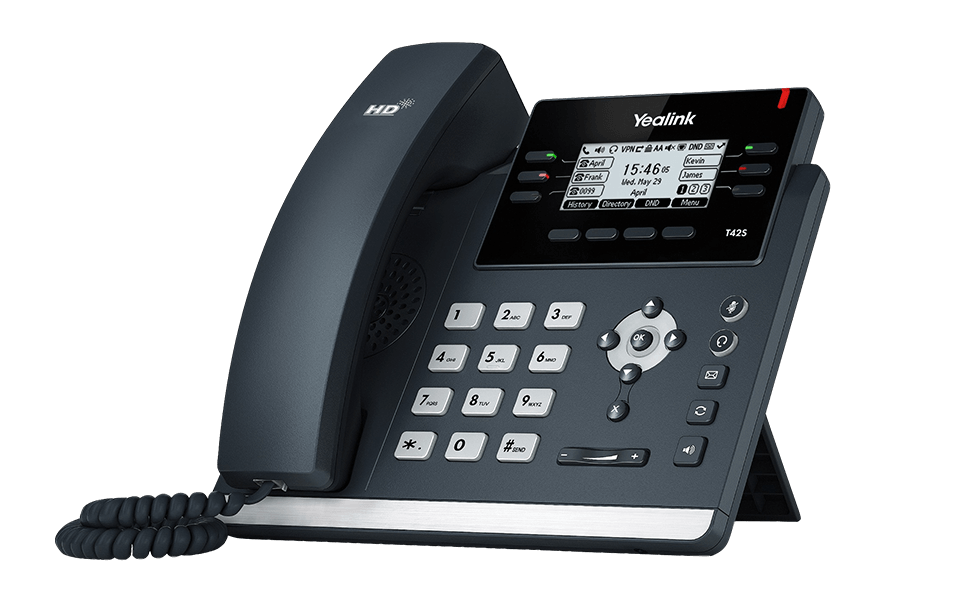 HD
Yealink
VPN AA DND
April Kevin
15:46 05
Frank James
Wed, May 29
0099 1 2 3
April
History Directory DND Menu
T42S
1 2 ABC 3 DEF
OK
4 GHI 5 JKL 6 MNO
7 PQRS 8 TUV 9 WXYZ
X
*. 0 # SEND
- +